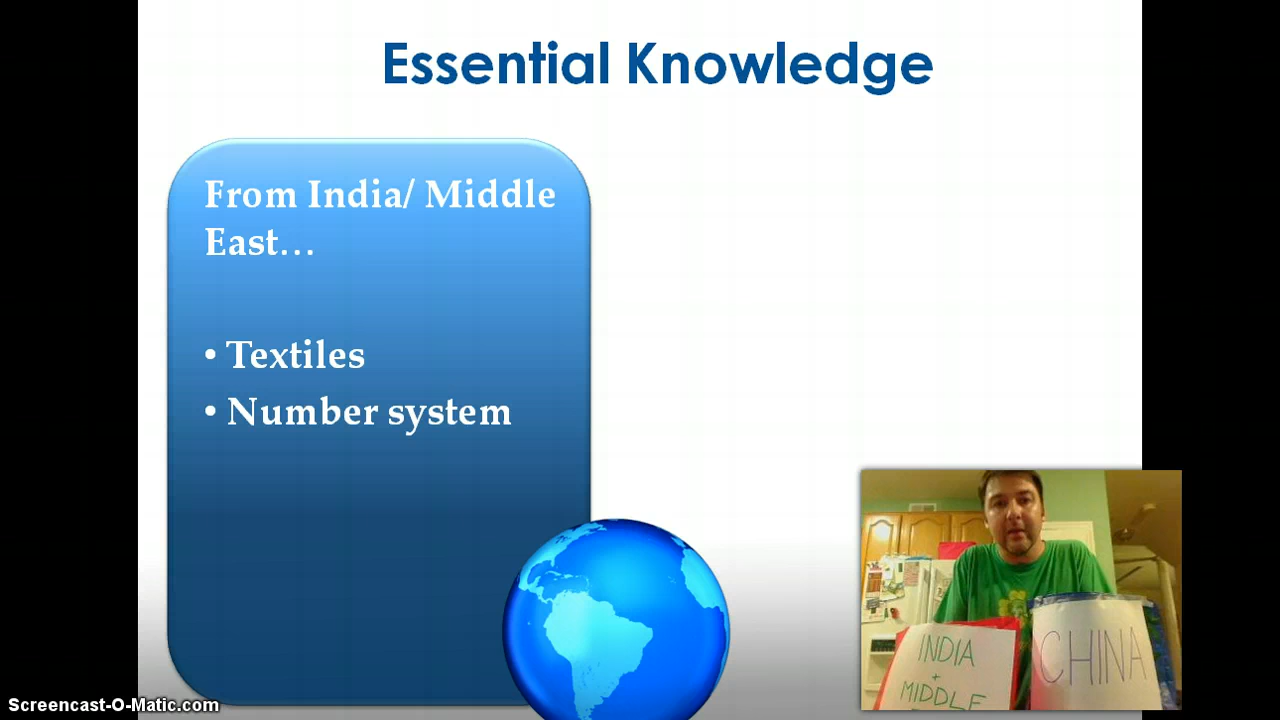 Essential Knowledge
From India/ Middle
East…
• Textiles
• Number system
INDIA
+
MIDDLE
CHINA
Screencast-O-Matic.com